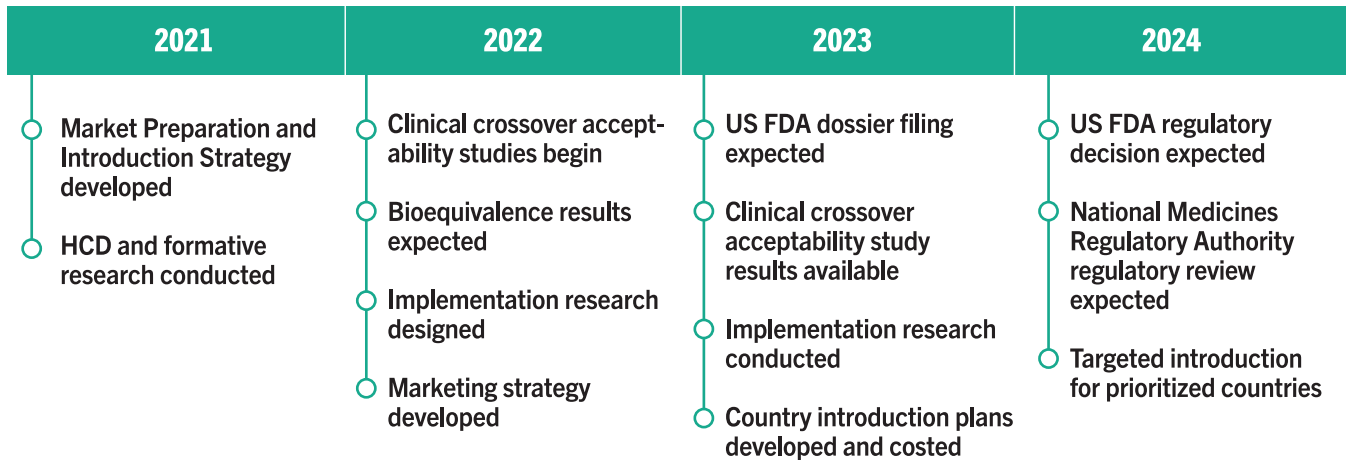 2021
Market Preparation and
Introduction Strategy
developed
HCD and formative
research conducted
2022
Clinical crossover accept-
ability studies begin
Bioequivalence results
expected
Implementation research
designed
Marketing strategy
developed
2023
US FDA dossier filing
expected
Clinical crossover
acceptability study
results available
Implementation research
conducted
Country introduction plans
developed and costed
2024
US FDA regulatory
decision expected
National Medicines
Regulatory Authority
regulatory review
expected
Targeted introduction
for prioritized countries